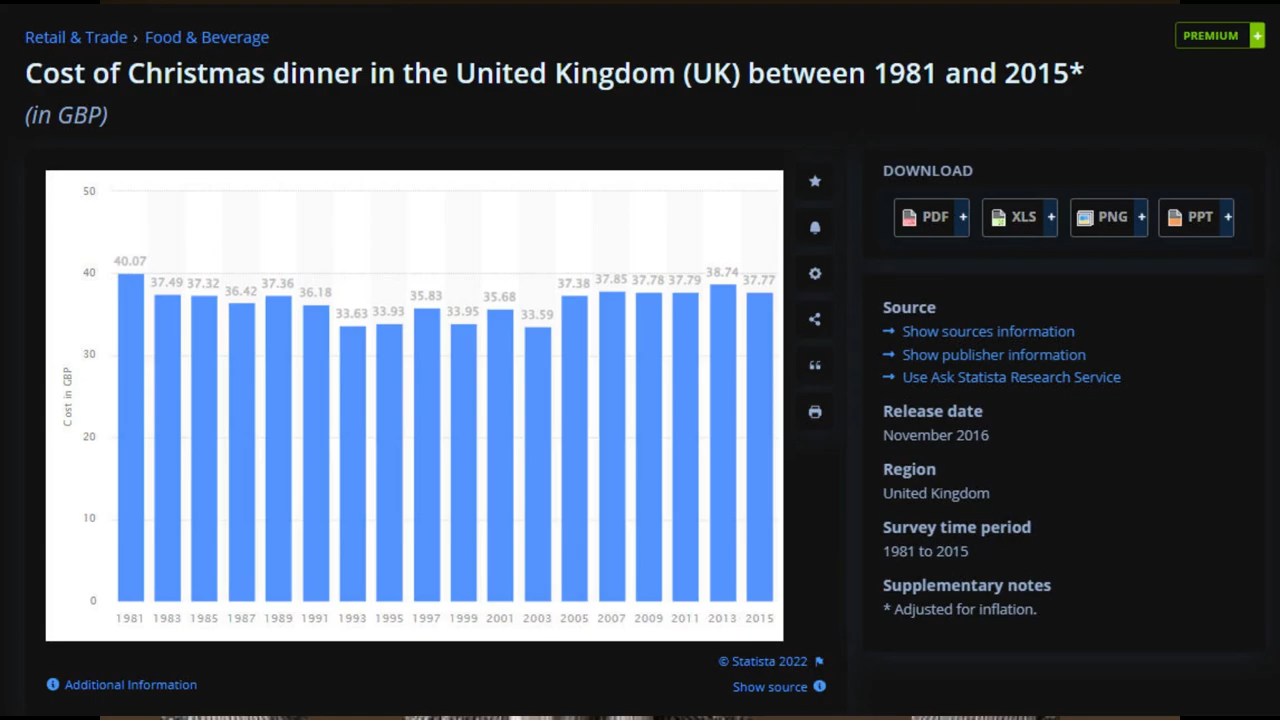 Retail & Trade › Food & Beverage
PREMIUM +
Cost of Christmas dinner in the United Kingdom (UK) between 1981 and 2015*
(in GBP)
50
40
30
20
10
0
Cost in GBP
40.07 37.49 37.32 36.42 37.36 36.18 33.63 33.93 35.83 33.95 35.68 33.59 37.38 37.85 37.78 37.79 38.74 37.77
1981 1983 1985 1987 1989 1991 1993 1995 1997 1999 2001 2003 2005 2007 2009 2011 2013 2015
© Statista 2022
Additional Information
Show source
DOWNLOAD
PDF + XLS + PNG + PPT +
Source
→ Show sources information
→ Show publisher information
→ Use Ask Statista Research Service
Release date
November 2016
Region
United Kingdom
Survey time period
1981 to 2015
Supplementary notes
* Adjusted for inflation.